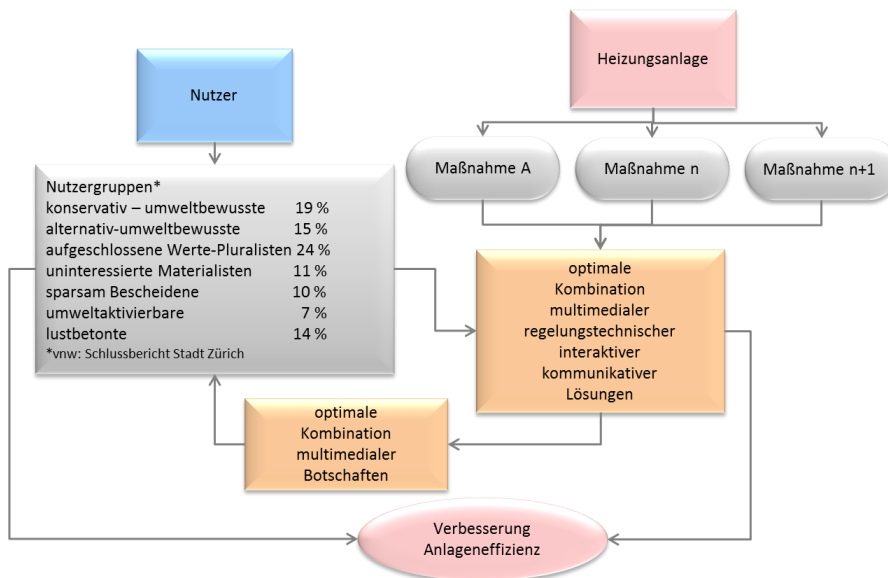 Nutzer
Heizungsanlage
Maßnahme A
Maßnahme n
Maßnahme n+1
Nutzergruppen*
konservativ – umweltbewusste 19 %
alternativ-umweltbewusste 15 %
aufgeschlossene Werte-Pluralisten 24 %
uninteressierte Materialisten 11 %
sparsam Bescheidene 10 %
umweltaktivierbare 7 %
lustbetonte 14 %
*vnw: Schlussbericht Stadt Zürich
optimale
Kombination
multimedialer
regelungstechnischer
interaktiver
kommunikativer
Lösungen
optimale
Kombination
multimedialer
Botschaften
Verbesserung
Anlageneffizienz